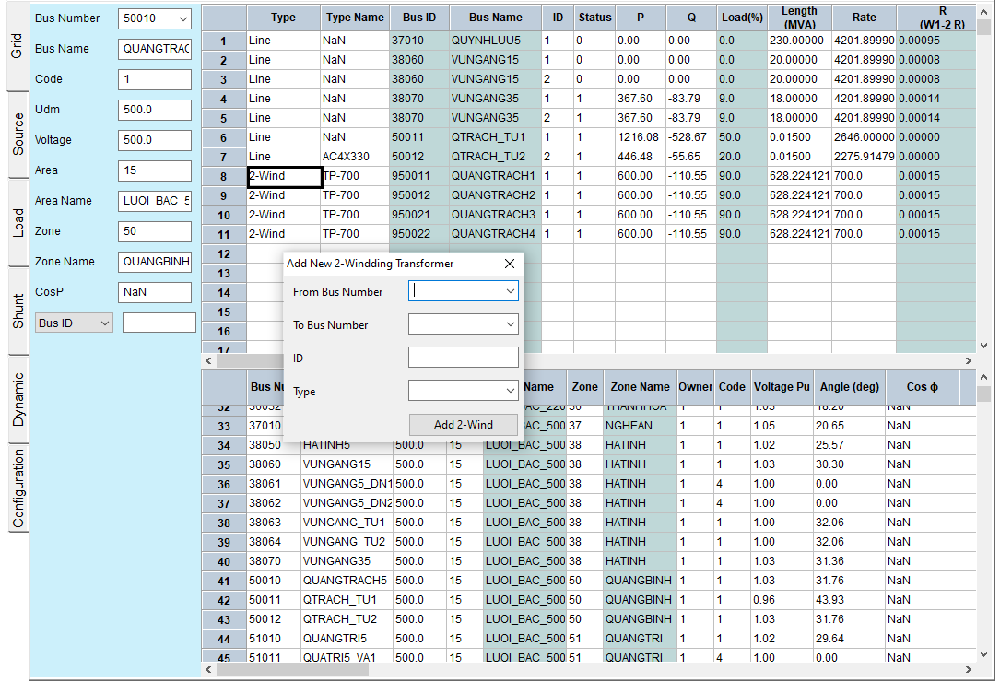 Grid
Source
Load
Shunt
Dynamic
Configuration
Bus Number 50010
Bus Name QUANGTRAC
Code 1
Udm 500.0
Voltage 500.0
Area 15
Area Name LUOI_BAC_5
Zone 50
Zone Name QUANGBINH
CosP NaN
Bus ID
Type Type Name Bus ID Bus Name ID Status P Q Load(%) Length (MVA) Rate R (W1-2 R)
1 Line NaN 37010 QUYNHLUU5 1 0 0.00 0.00 0.0 230.00000 4201.89990 0.00095
2 Line NaN 38060 VUNGANG15 1 0 0.00 0.00 0.0 20.00000 4201.89990 0.00008
3 Line NaN 38060 VUNGANG15 2 0 0.00 0.00 0.0 20.00000 4201.89990 0.00008
4 Line NaN 38070 VUNGANG35 1 1 367.60 -83.79 9.0 18.00000 4201.89990 0.00014
5 Line NaN 38070 VUNGANG35 2 1 367.60 -83.79 9.0 18.00000 4201.89990 0.00014
6 Line NaN 50011 QTRACH_TU1 1 1 1216.08 -528.67 50.0 0.01500 2646.00000 0.00000
7 Line AC4X330 50012 QTRACH_TU2 2 1 446.48 -55.65 20.0 0.01500 2275.91479 0.00000
8 2-Wind TP-700 950011 QUANGTRACH1 1 1 600.00 -110.55 90.0 628.224121 700.0 0.00015
9 2-Wind TP-700 950012 QUANGTRACH2 1 1 600.00 -110.55 90.0 628.224121 700.0 0.00015
10 2-Wind TP-700 950021 QUANGTRACH3 1 1 600.00 -110.55 90.0 628.224121 700.0 0.00015
11 2-Wind TP-700 950022 QUANGTRACH4 1 1 600.00 -110.55 90.0 628.224121 700.0 0.00015
12
13
14
15
16
17
Add New 2-Windding Transformer
From Bus Number
To Bus Number
ID
Type
Add 2-Wind
Bus Nu Name Zone Zone Name Owner Code Voltage Pu Angle (deg) Cos ϕ
32 36032 BAC_220 36 THANHHOA 1 1 1.03 18.20 NaN
33 37010 LUOI_BAC_500 37 NGHEAN 1 1 1.05 20.65 NaN
34 38050 HATINH5 500.0 15 LUOI_BAC_500 38 HATINH 1 1 1.02 25.57 NaN
35 38060 VUNGANG15 500.0 15 LUOI_BAC_500 38 HATINH 1 1 1.03 30.30 NaN
36 38061 VUNGANG5_DN1 500.0 15 LUOI_BAC_500 38 HATINH 1 4 1.00 0.00 NaN
37 38062 VUNGANG5_DN2 500.0 15 LUOI_BAC_500 38 HATINH 1 4 1.00 0.00 NaN
38 38063 VUNGANG_TU1 500.0 15 LUOI_BAC_500 38 HATINH 1 1 1.00 32.06 NaN
39 38064 VUNGANG_TU2 500.0 15 LUOI_BAC_500 38 HATINH 1 1 1.00 32.06 NaN
40 38070 VUNGANG35 500.0 15 LUOI_BAC_500 38 HATINH 1 1 1.03 31.36 NaN
41 50010 QUANGTRACH5 500.0 15 LUOI_BAC_500 50 QUANGBINH 1 1 1.03 31.76 NaN
42 50011 QTRACH_TU1 500.0 15 LUOI_BAC_500 50 QUANGBINH 1 1 0.96 43.93 NaN
43 50012 QTRACH_TU2 500.0 15 LUOI_BAC_500 50 QUANGBINH 1 1 1.03 31.76 NaN
44 51010 QUANGTRI5 500.0 15 LUOI_BAC_500 51 QUANGTRI 1 1 1.02 29.64 NaN
45 51011 QUATRI5_VA1 500.0 15 LUOI_BAC_500 51 QUANGTRI 1 4 1.00 0.00 NaN